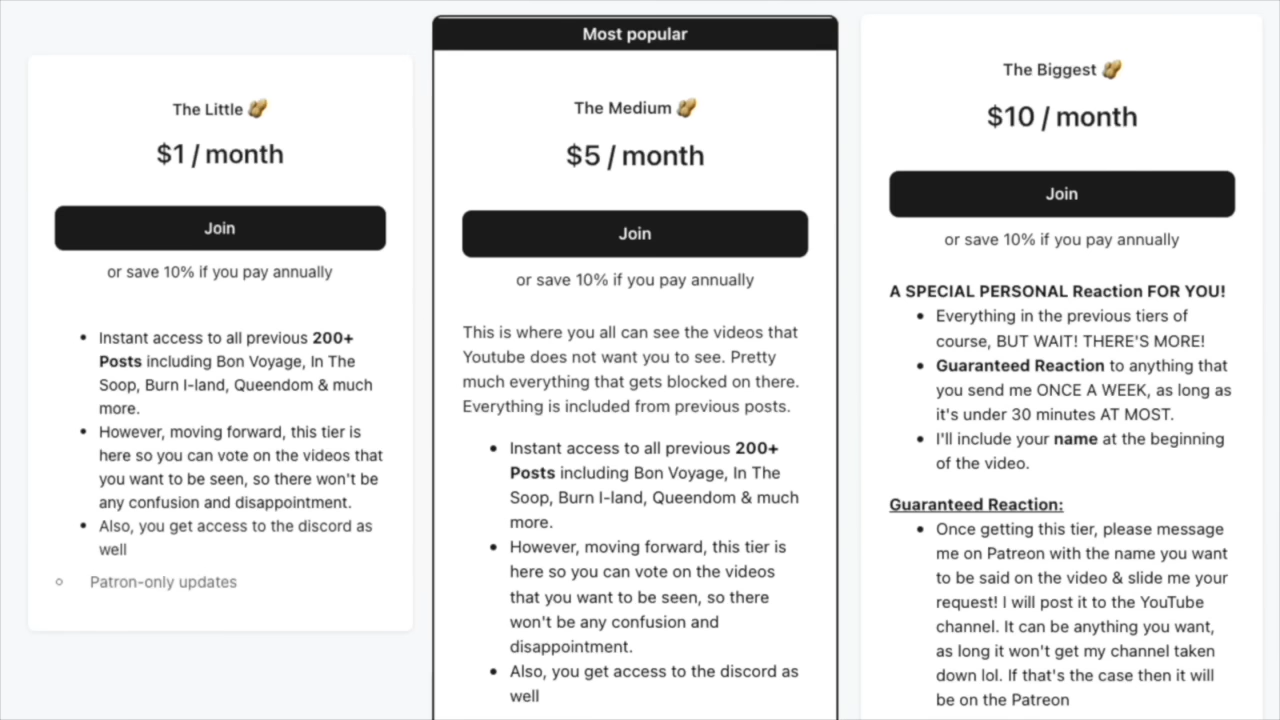 The Little 🥜
$1 / month
Join
or save 10% if you pay annually
• Instant access to all previous 200+
Posts including Bon Voyage, In The
Soop, Burn I-land, Queendom & much
more.
• However, moving forward, this tier is
here so you can vote on the videos that
you want to be seen, so there won't be
any confusion and disappointment.
• Also, you get access to the discord as
well
○ Patron-only updates
Most popular
The Medium 🥜
$5 / month
Join
or save 10% if you pay annually
This is where you all can see the videos that
Youtube does not want you to see. Pretty
much everything that gets blocked on there.
Everything is included from previous posts.
• Instant access to all previous 200+
Posts including Bon Voyage, In The
Soop, Burn I-land, Queendom & much
more.
• However, moving forward, this tier is
here so you can vote on the videos
that you want to be seen, so there
won't be any confusion and
disappointment.
• Also, you get access to the discord as
well
The Biggest 🥜
$10 / month
Join
or save 10% if you pay annually
A SPECIAL PERSONAL Reaction FOR YOU!
• Everything in the previous tiers of
course, BUT WAIT! THERE'S MORE!
• Guaranteed Reaction to anything that
you send me ONCE A WEEK, as long as
it's under 30 minutes AT MOST.
• I'll include your name at the beginning
of the video.
Guaranteed Reaction:
• Once getting this tier, please message
me on Patreon with the name you want
to be said on the video & slide me your
request! I will post it to the YouTube
channel. It can be anything you want,
as long it won't get my channel taken
down lol. If that's the case then it will
be on the Patreon